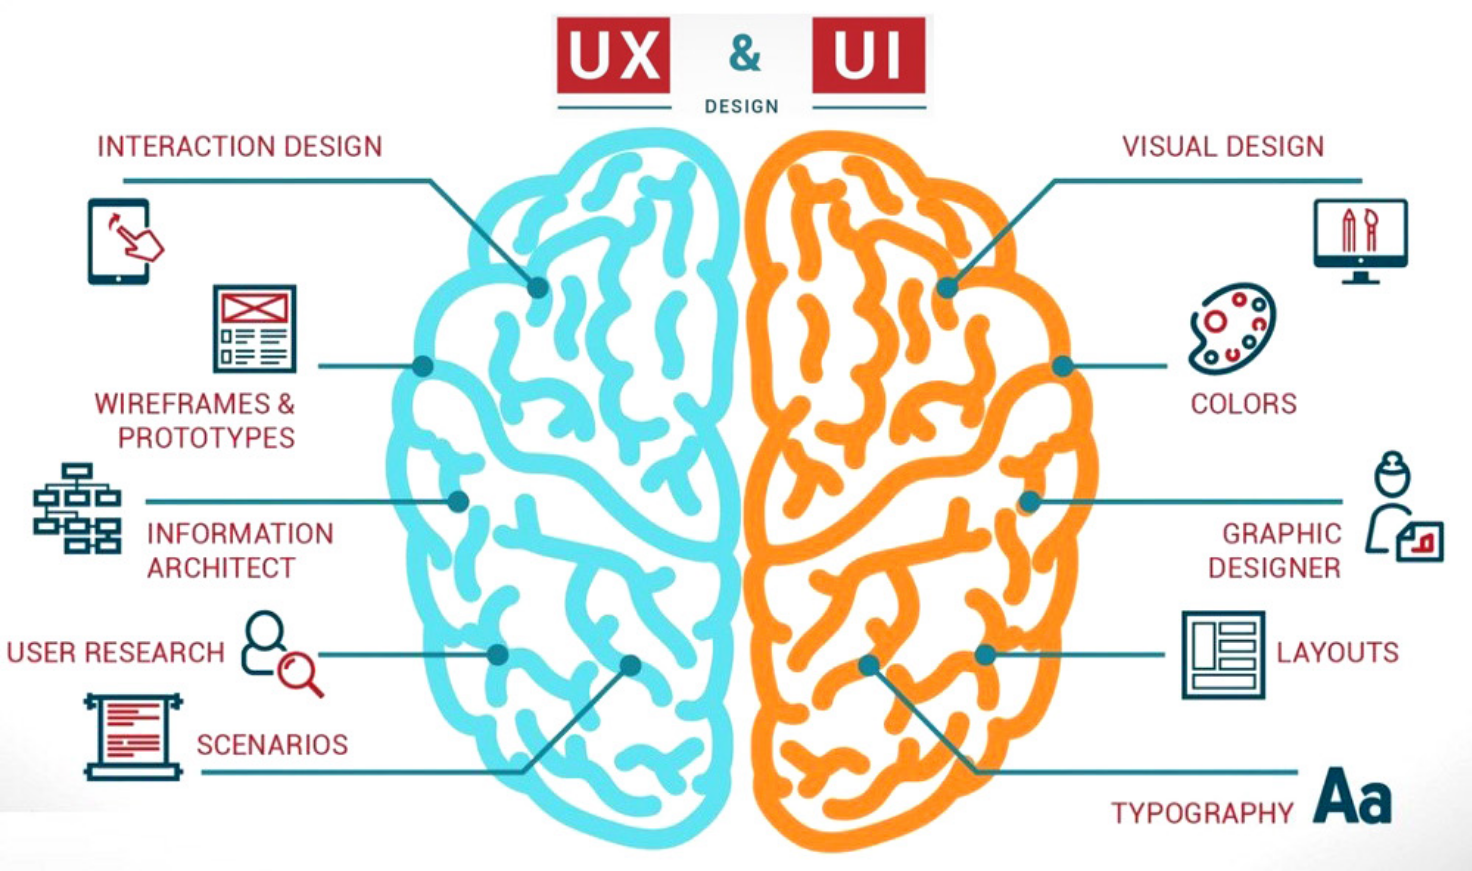 UX & UI
DESIGN
INTERACTION DESIGN
WIREFRAMES &
PROTOTYPES
INFORMATION
ARCHITECT
USER RESEARCH
SCENARIOS
VISUAL DESIGN
COLORS
GRAPHIC
DESIGNER
LAYOUTS
TYPOGRAPHY Aa